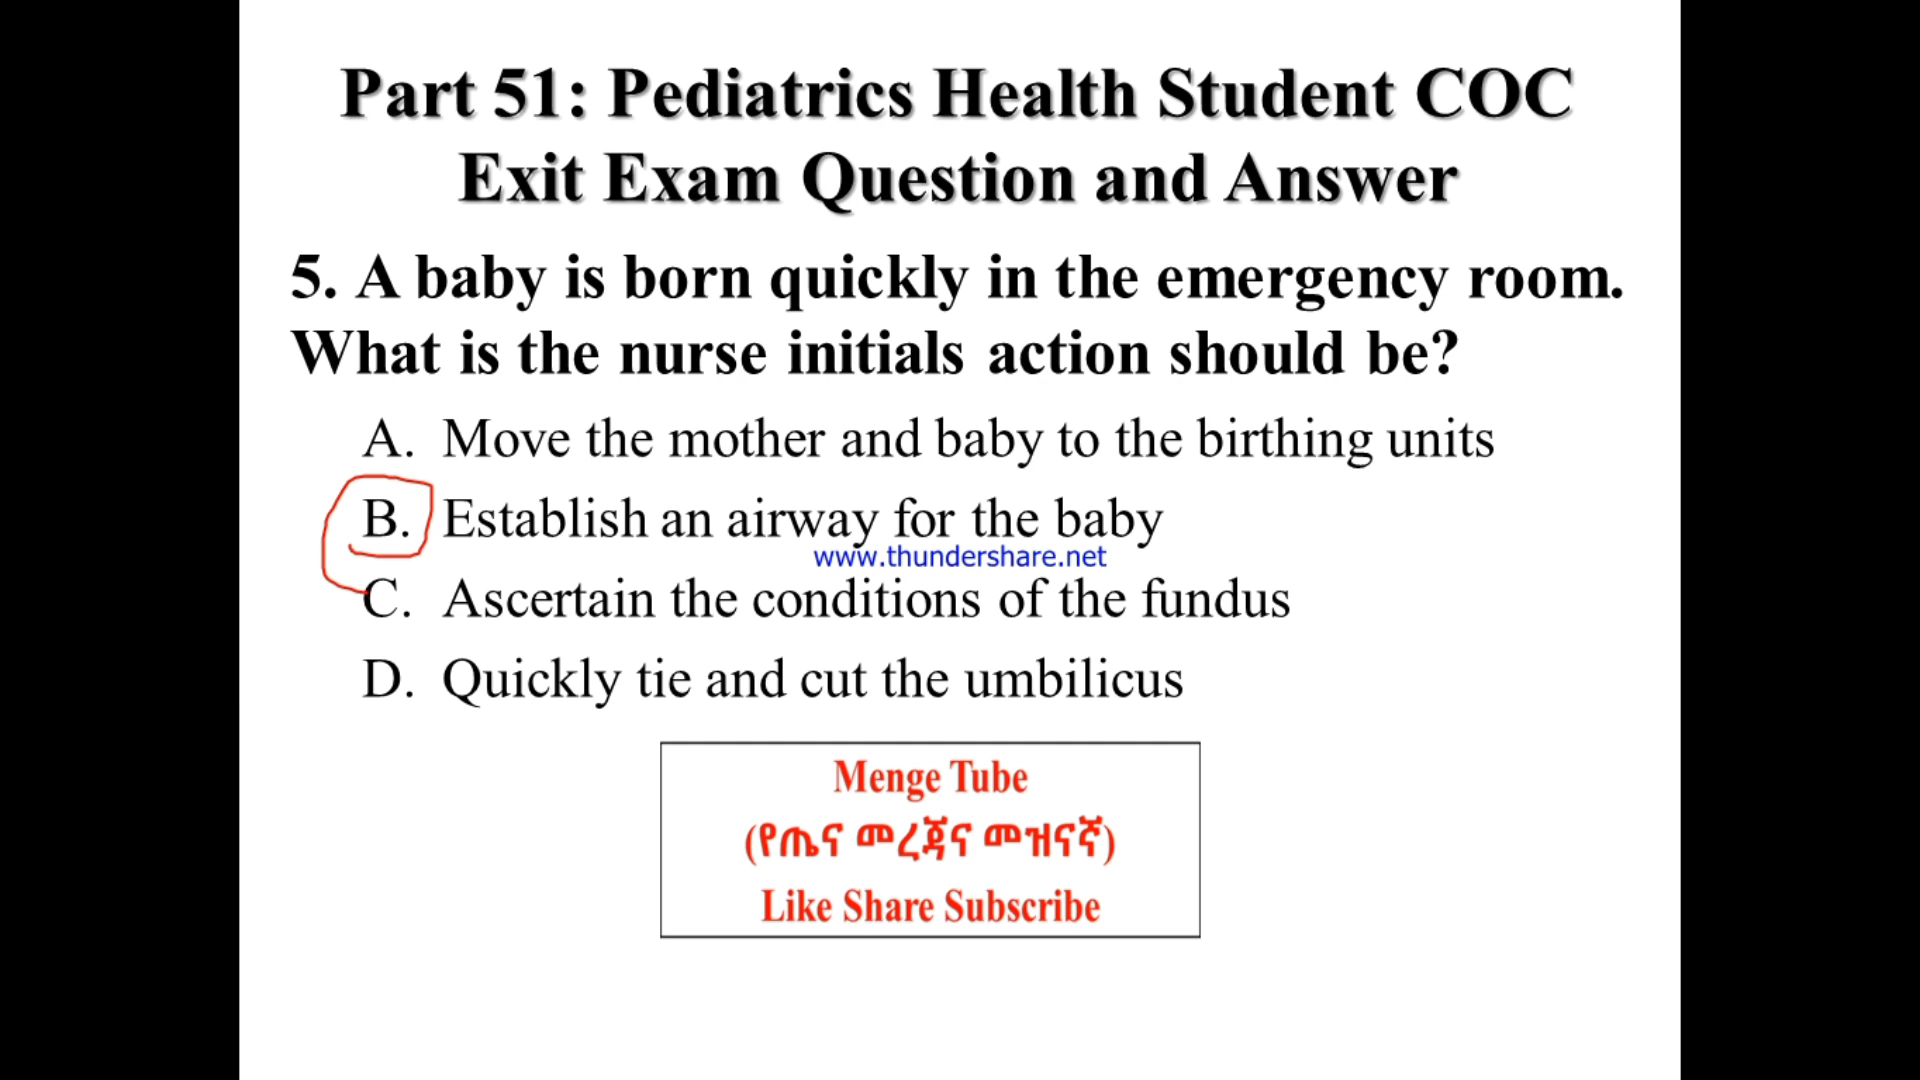 Part 51: Pediatrics Health Student COC
Exit Exam Question and Answer
5. A baby is born quickly in the emergency room.
What is the nurse initials action should be?
A. Move the mother and baby to the birthing units
B. Establish an airway for the baby
www.thundershare.net
C. Ascertain the conditions of the fundus
D. Quickly tie and cut the umbilicus
Menge Tube
(የጤና መረጃና መዝናኛ)
Like Share Subscribe